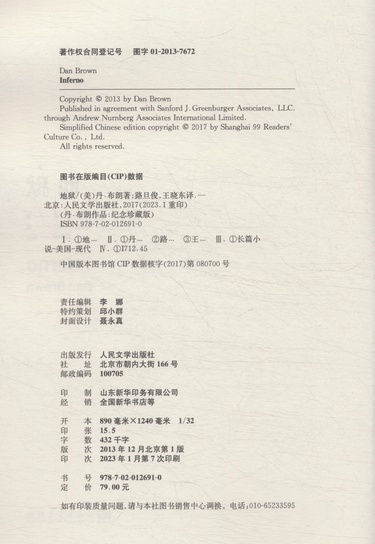 著作权合同登记号　图字 01-2013-7672
Dan Brown
Inferno
Copyright © 2013 by Dan Brown
Published in agreement with Sanford J. Greenburger Associates, LLC.
through Andrew Nurnberg Associates International Limited.
Simplified Chinese edition copyright © 2017 by Shanghai 99 Readers'
Culture Co., Ltd.
All rights reserved.
图书在版编目(CIP)数据
地狱/(美)丹·布朗著;路旦俊,王晓东译.—
北京:人民文学出版社,2017(2023.1重印)
(丹·布朗作品:纪念珍藏版)
ISBN 978-7-02-012691-0
Ⅰ.①地… Ⅱ.①丹… ②路… ③王… Ⅲ.①长篇小
说-美国-现代 Ⅳ.①I712.45
中国版本图书馆 CIP 数据核字(2017)第 080700 号
责任编辑 李 娜
特约策划 邱小群
封面设计 聂永真
出版发行 人民文学出版社
社 址 北京市朝内大街 166 号
邮政编码 100705
印 制 山东新华印务有限公司
经 销 全国新华书店等
开 本 890 毫米×1240 毫米 1/32
印 张 15.5
字 数 432 千字
版 次 2013 年 12 月北京第 1 版
印 次 2023 年 1 月第 7 次印刷
书 号 978-7-02-012691-0
定 价 79.00 元
如有印装质量问题,请与本社图书销售中心调换。电话:010-65233595